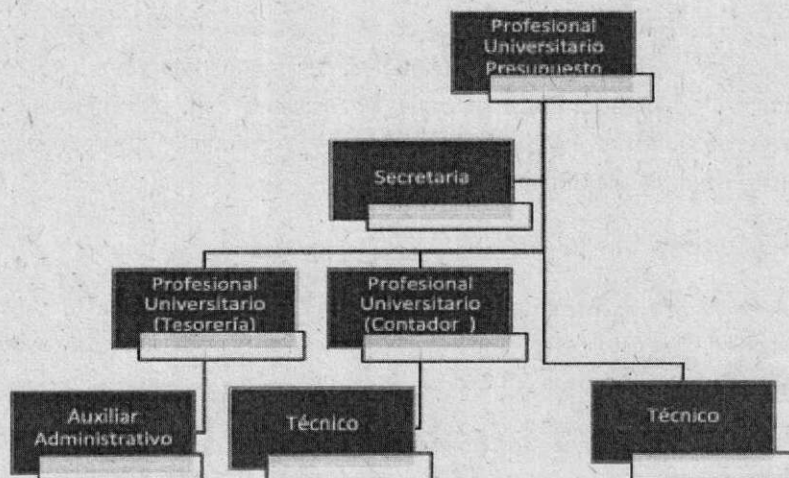 Profesional
Universitario
Presupuesto
Secretaria
Profesional
Universitario
(Tesorería)
Profesional
Universitario
(Contador )
Auxiliar
Administrativo
Técnico
Técnico